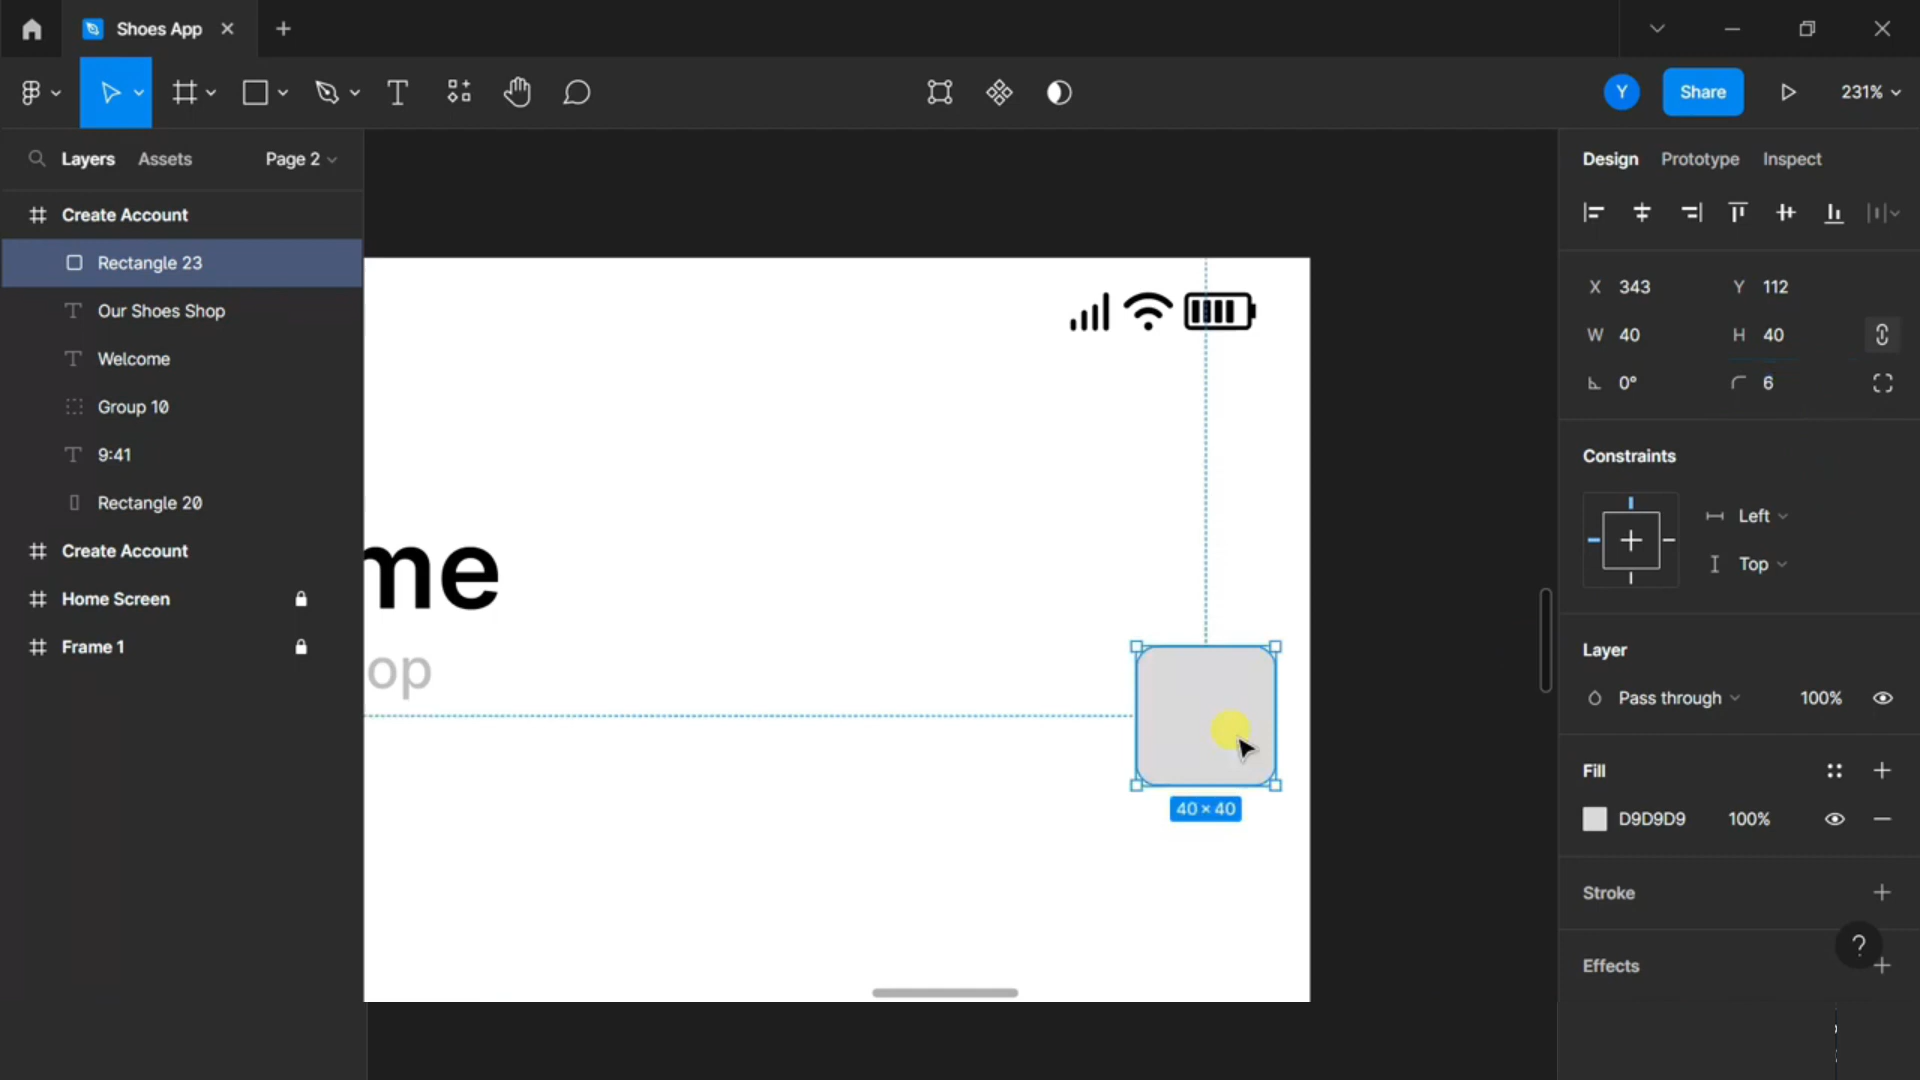 Shoes App
Y
Share
231%
Layers
Assets
Page 2
Create Account
Rectangle 23
Our Shoes Shop
Welcome
Group 10
9:41
Rectangle 20
Create Account
Home Screen
Frame 1
me
op
40 × 40
Design
Prototype
Inspect
X 343
Y 112
W 40
H 40
0°
6
Constraints
Left
Top
Layer
Pass through
100%
Fill
D9D9D9
100%
Stroke
?
Effects